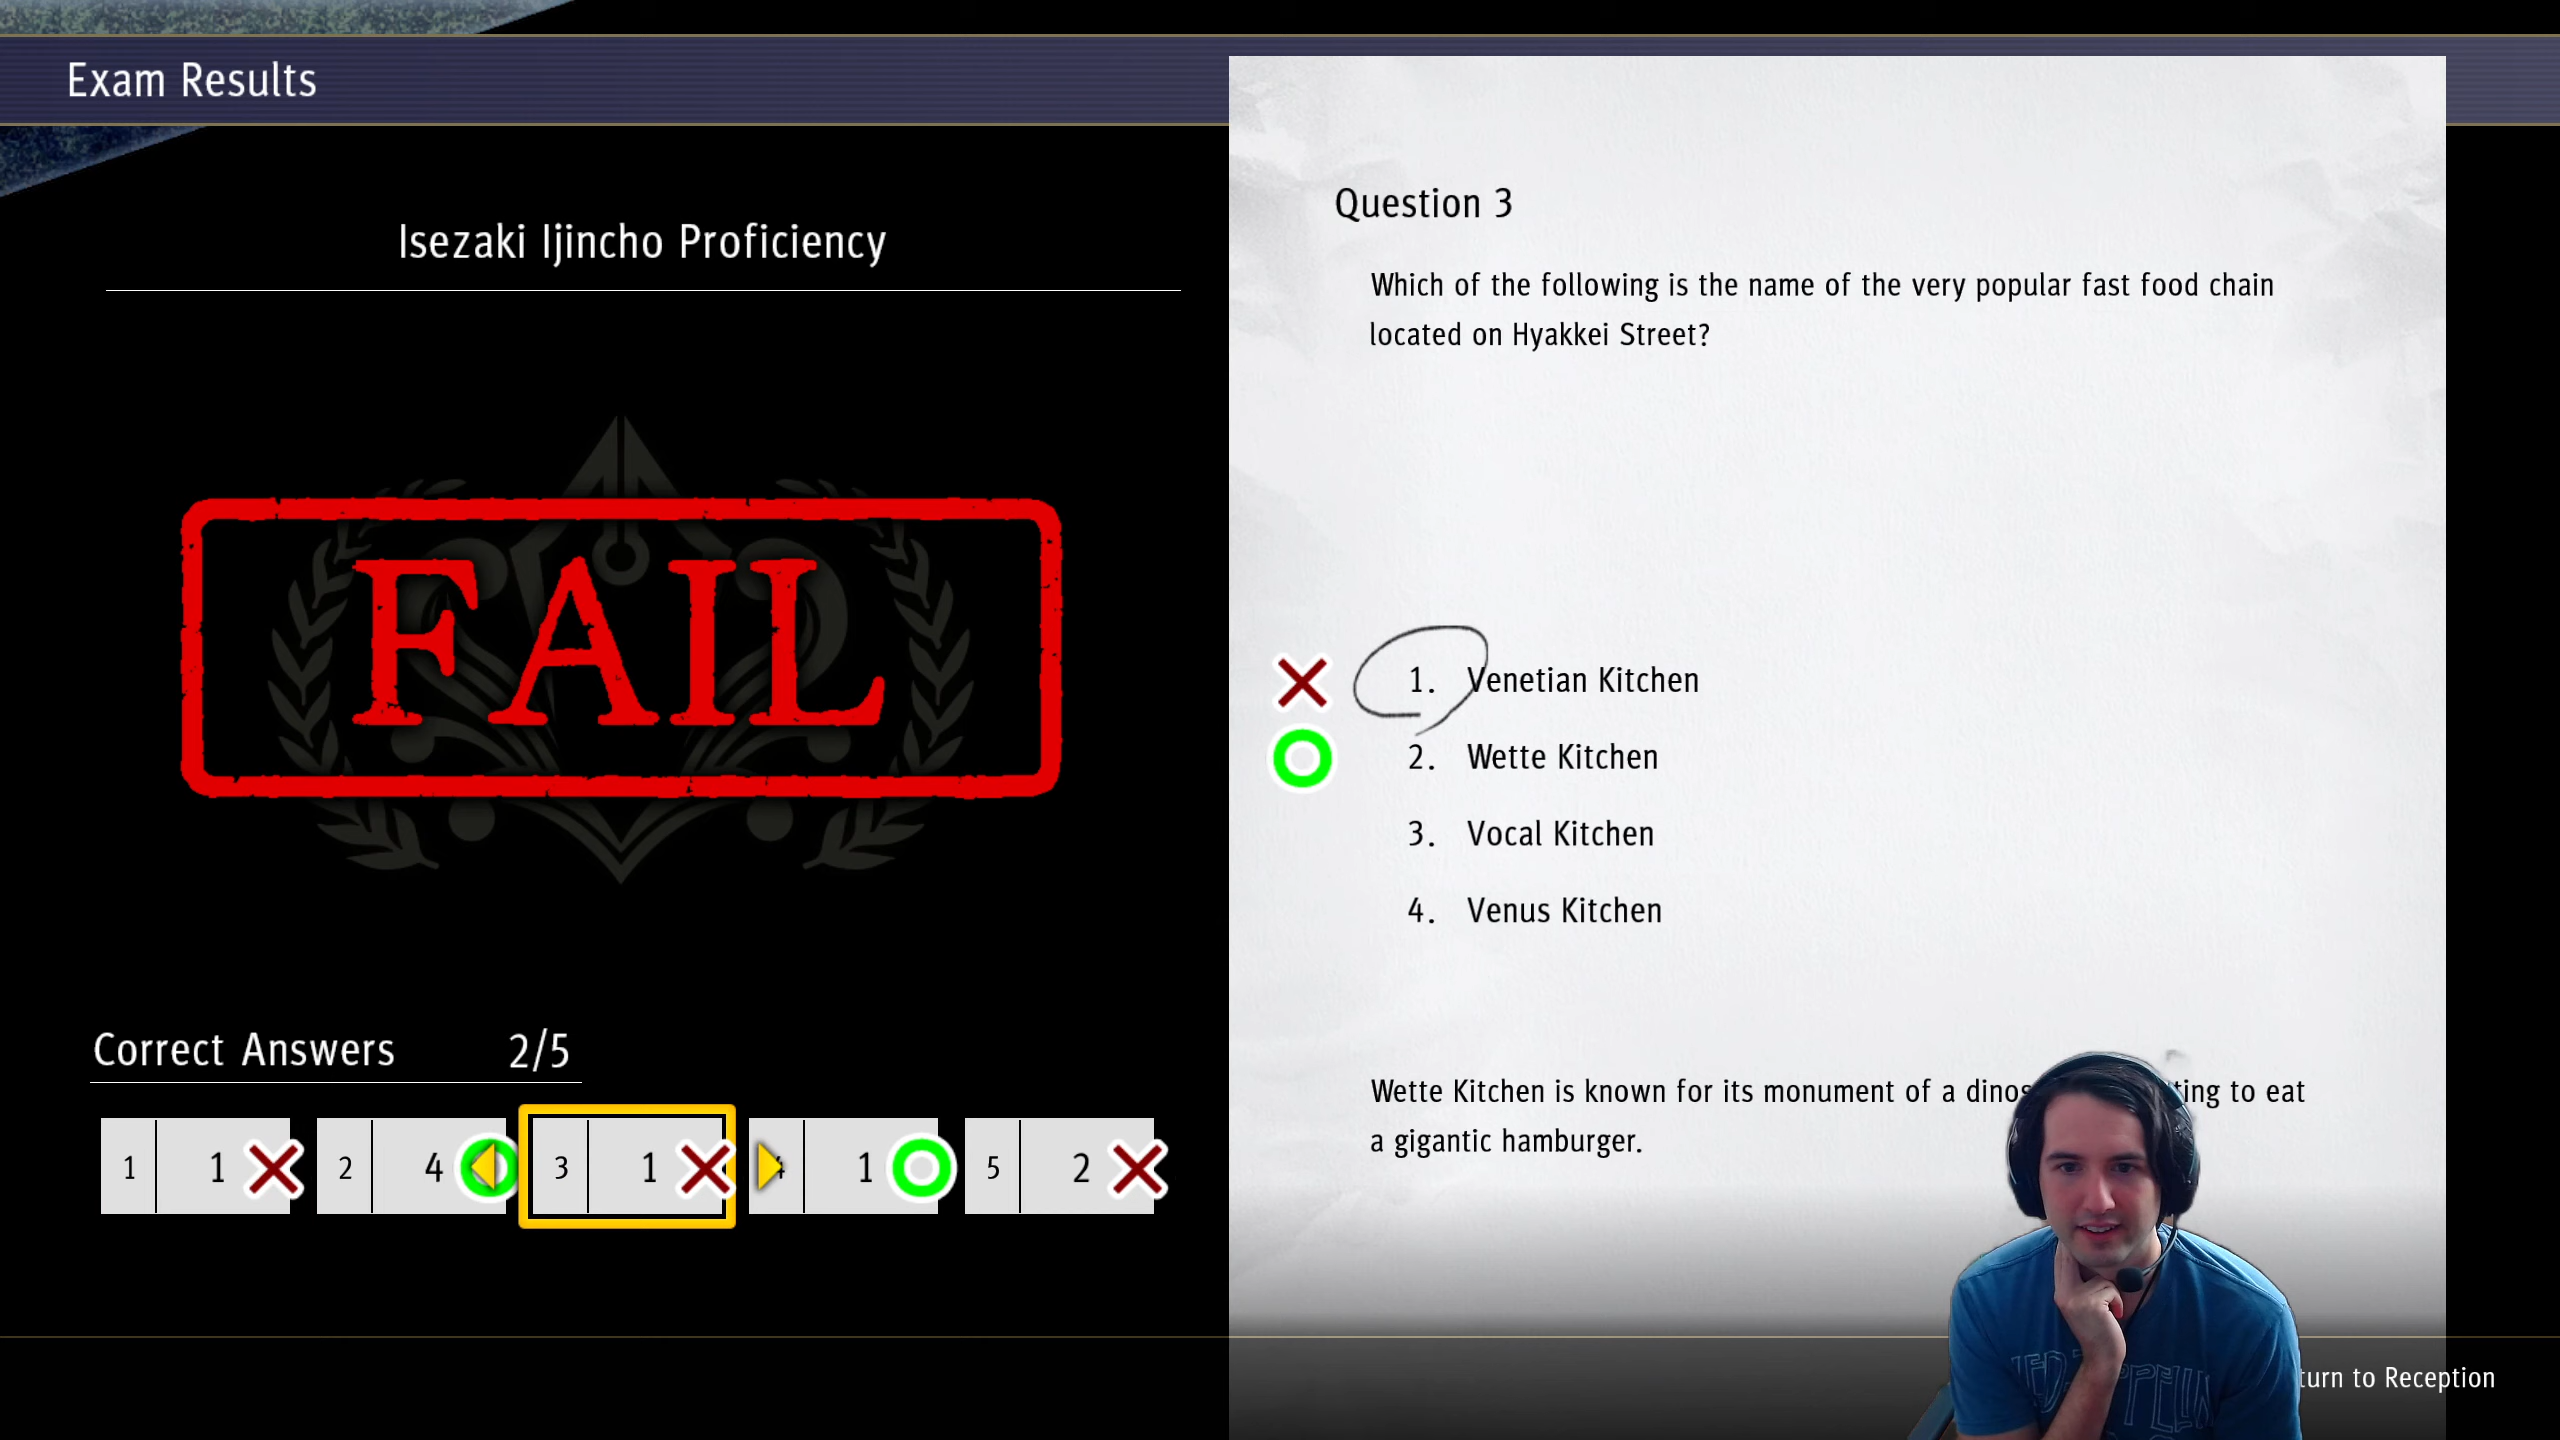 Exam Results
Isezaki Ijincho Proficiency
FAIL
Correct Answers 2/5
1 1 2 4 3 1 4 1 5 2
Question 3
Which of the following is the name of the very popular fast food chain
located on Hyakkei Street?
1. Venetian Kitchen
2. Wette Kitchen
3. Vocal Kitchen
4. Venus Kitchen
Wette Kitchen is known for its monument of a to eat
a gigantic hamburger.
to Reception